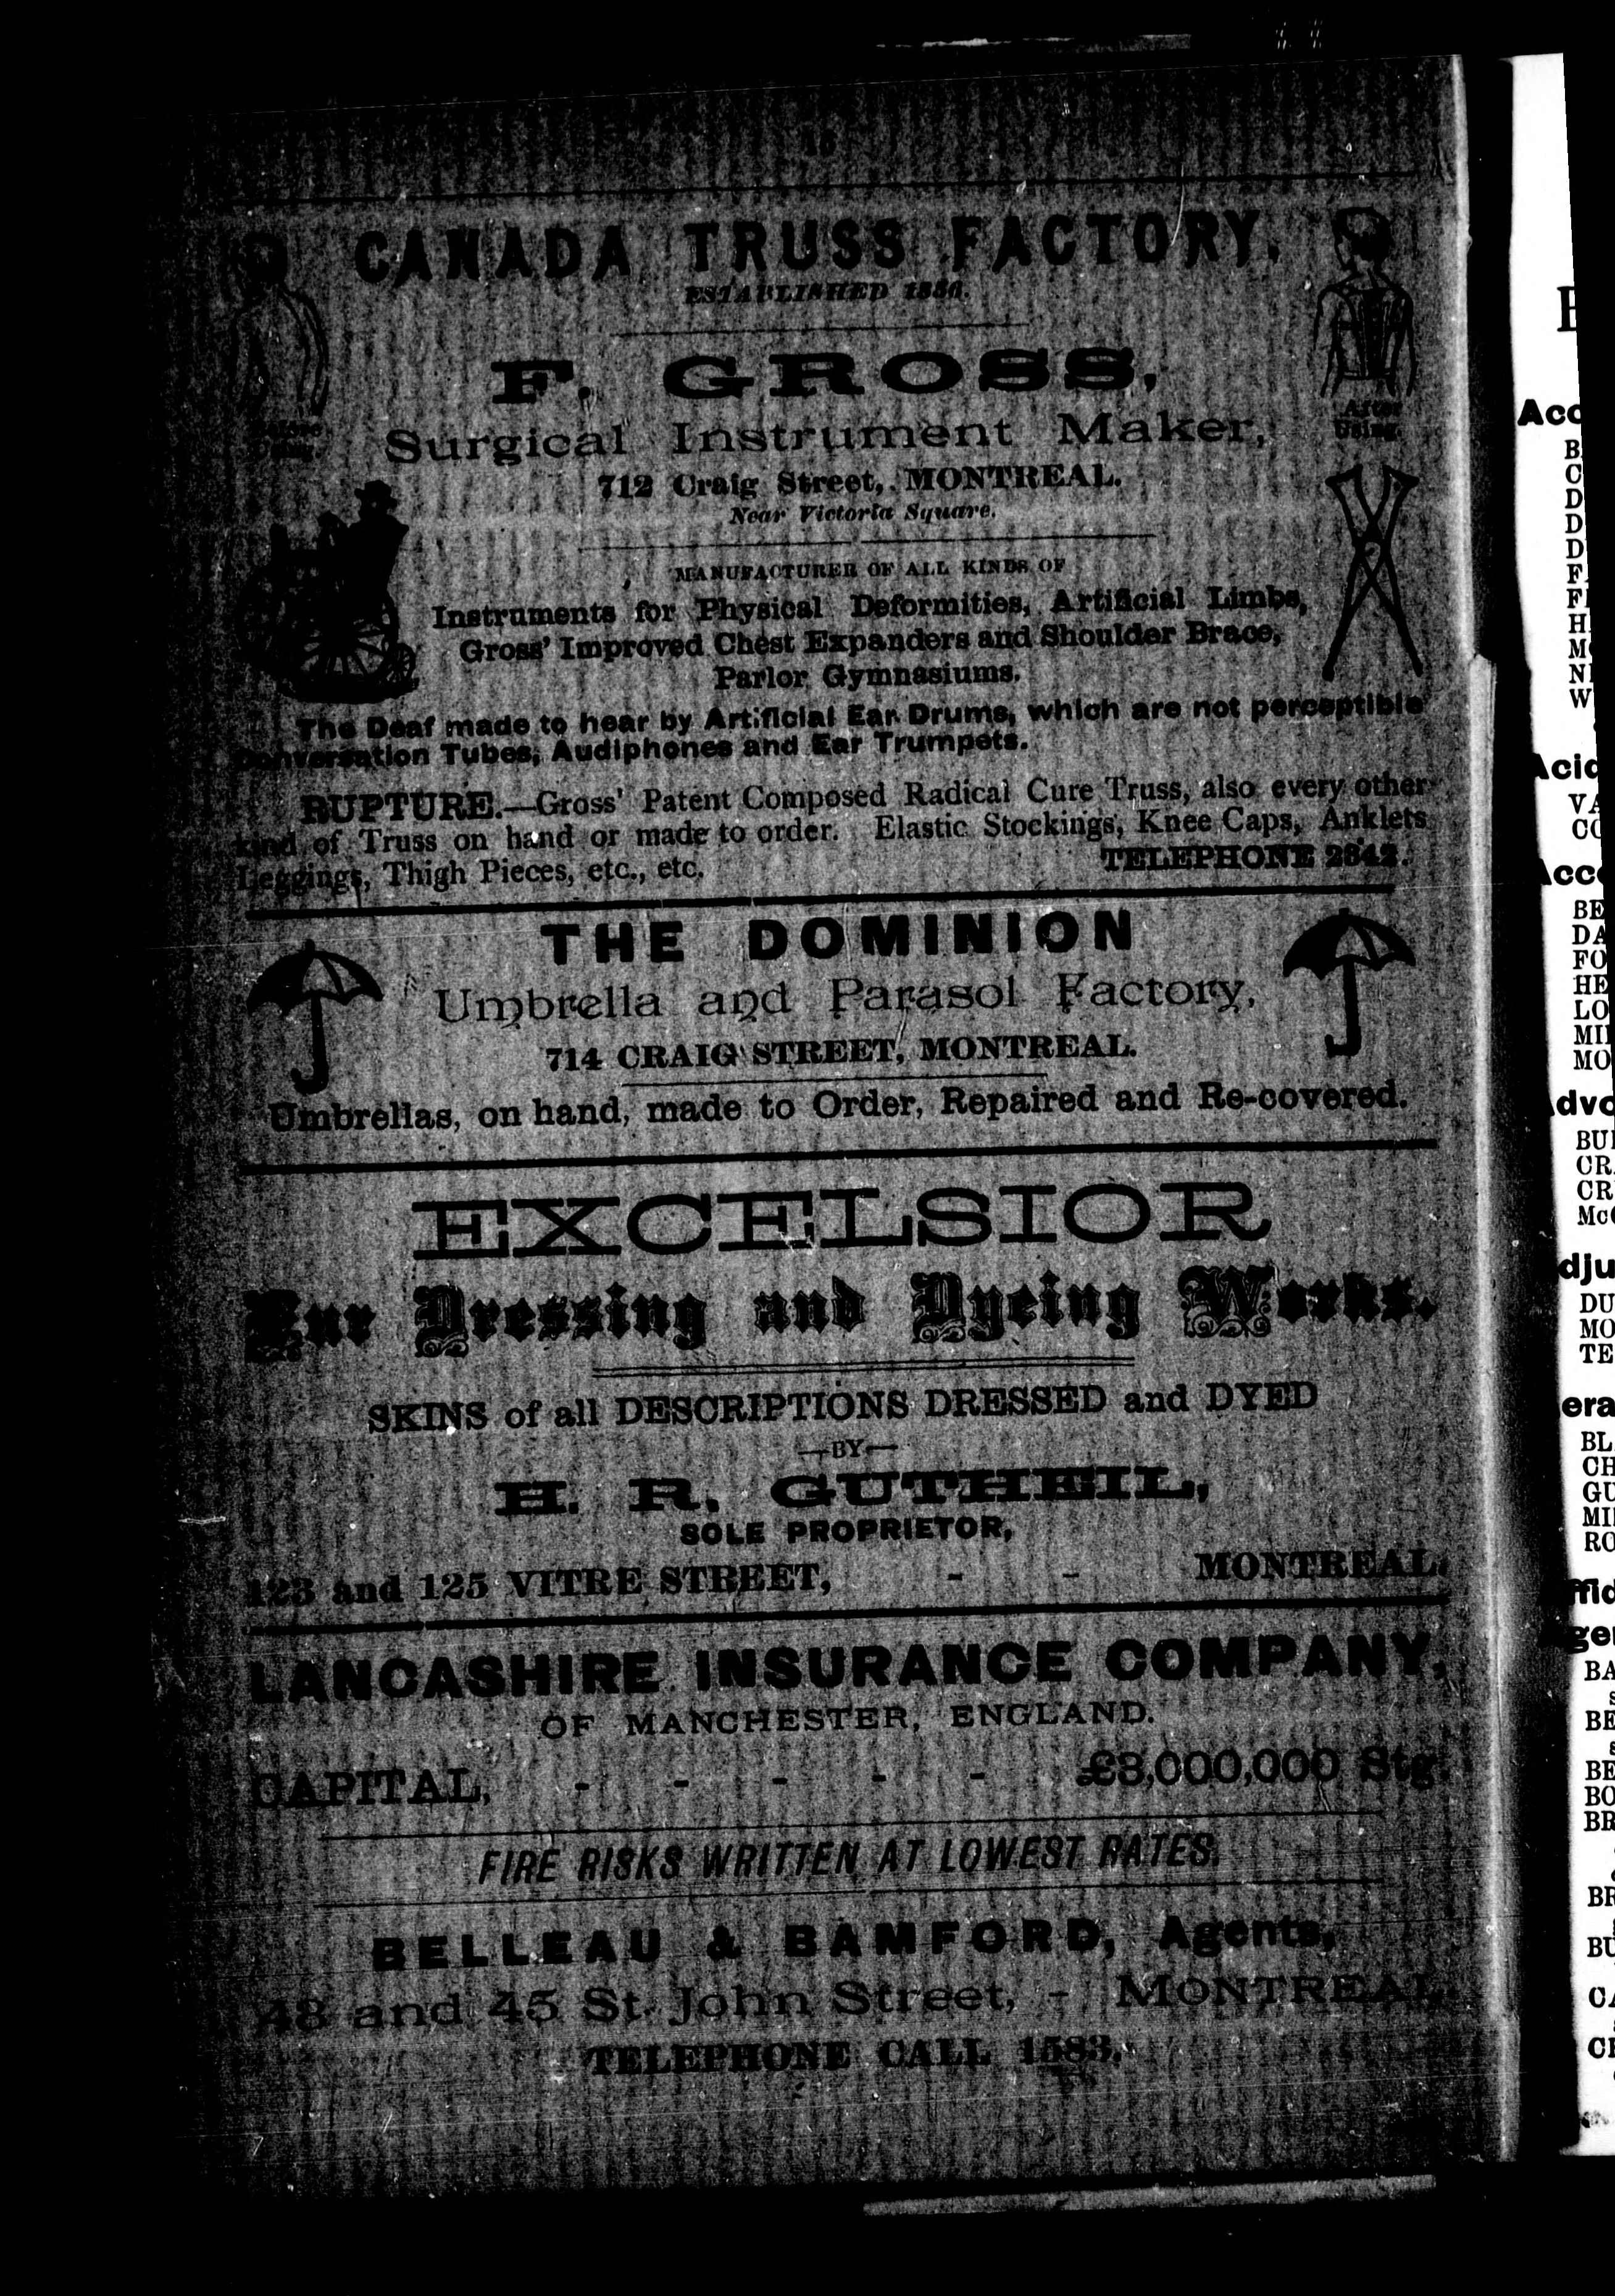 15
CANADA TRUSS FACTORY.
ESTABLISHED 1856.
F. GROSS,
Surgical Instrument Maker,
712 Craig Street, MONTREAL.
Near Victoria Square.
Before
Using.
After
Using.
MANUFACTURER OF ALL KINDS OF
Instruments for Physical Deformities, Artificial Limbs,
Gross' Improved Chest Expanders and Shoulder Brace,
Parlor Gymnasiums.
The Deaf made to hear by Artificial Ear Drums, which are not perceptible
Conversation Tubes, Audiphones and Ear Trumpets.
RUPTURE.—Gross' Patent Composed Radical Cure Truss, also every other
kind of Truss on hand or made to order. Elastic Stockings, Knee Caps, Anklets
Leggings, Thigh Pieces, etc., etc. TELEPHONE 2842.
THE DOMINION
Umbrella and Parasol Factory,
714 CRAIG STREET, MONTREAL.
Umbrellas, on hand, made to Order, Repaired and Re-covered.
EXCELSIOR
Fur Dressing and Dyeing Works.
SKINS of all DESCRIPTIONS DRESSED and DYED
—BY—
H. R. GUTHEIL,
SOLE PROPRIETOR,
123 and 125 VITRE STREET, - - MONTREAL.
LANCASHIRE INSURANCE COMPANY,
OF MANCHESTER, ENGLAND.
CAPITAL, - - - - - £3,000,000 Stg.
FIRE RISKS WRITTEN AT LOWEST RATES.
BELLEAU & BAMFORD, Agents,
43 and 45 St. John Street, - MONTREAL.
TELEPHONE CALL 1583.